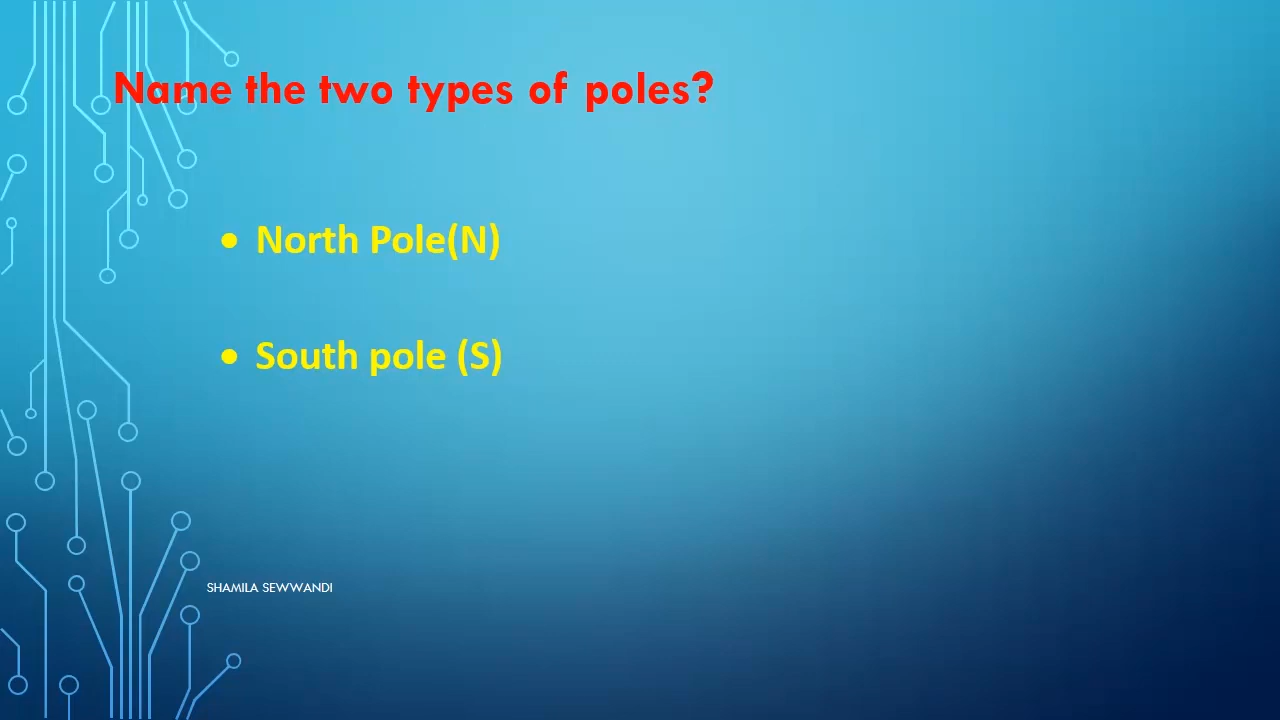 Name the two types of poles?
• North Pole(N)
• South pole (S)
SHAMILA SEWWANDI